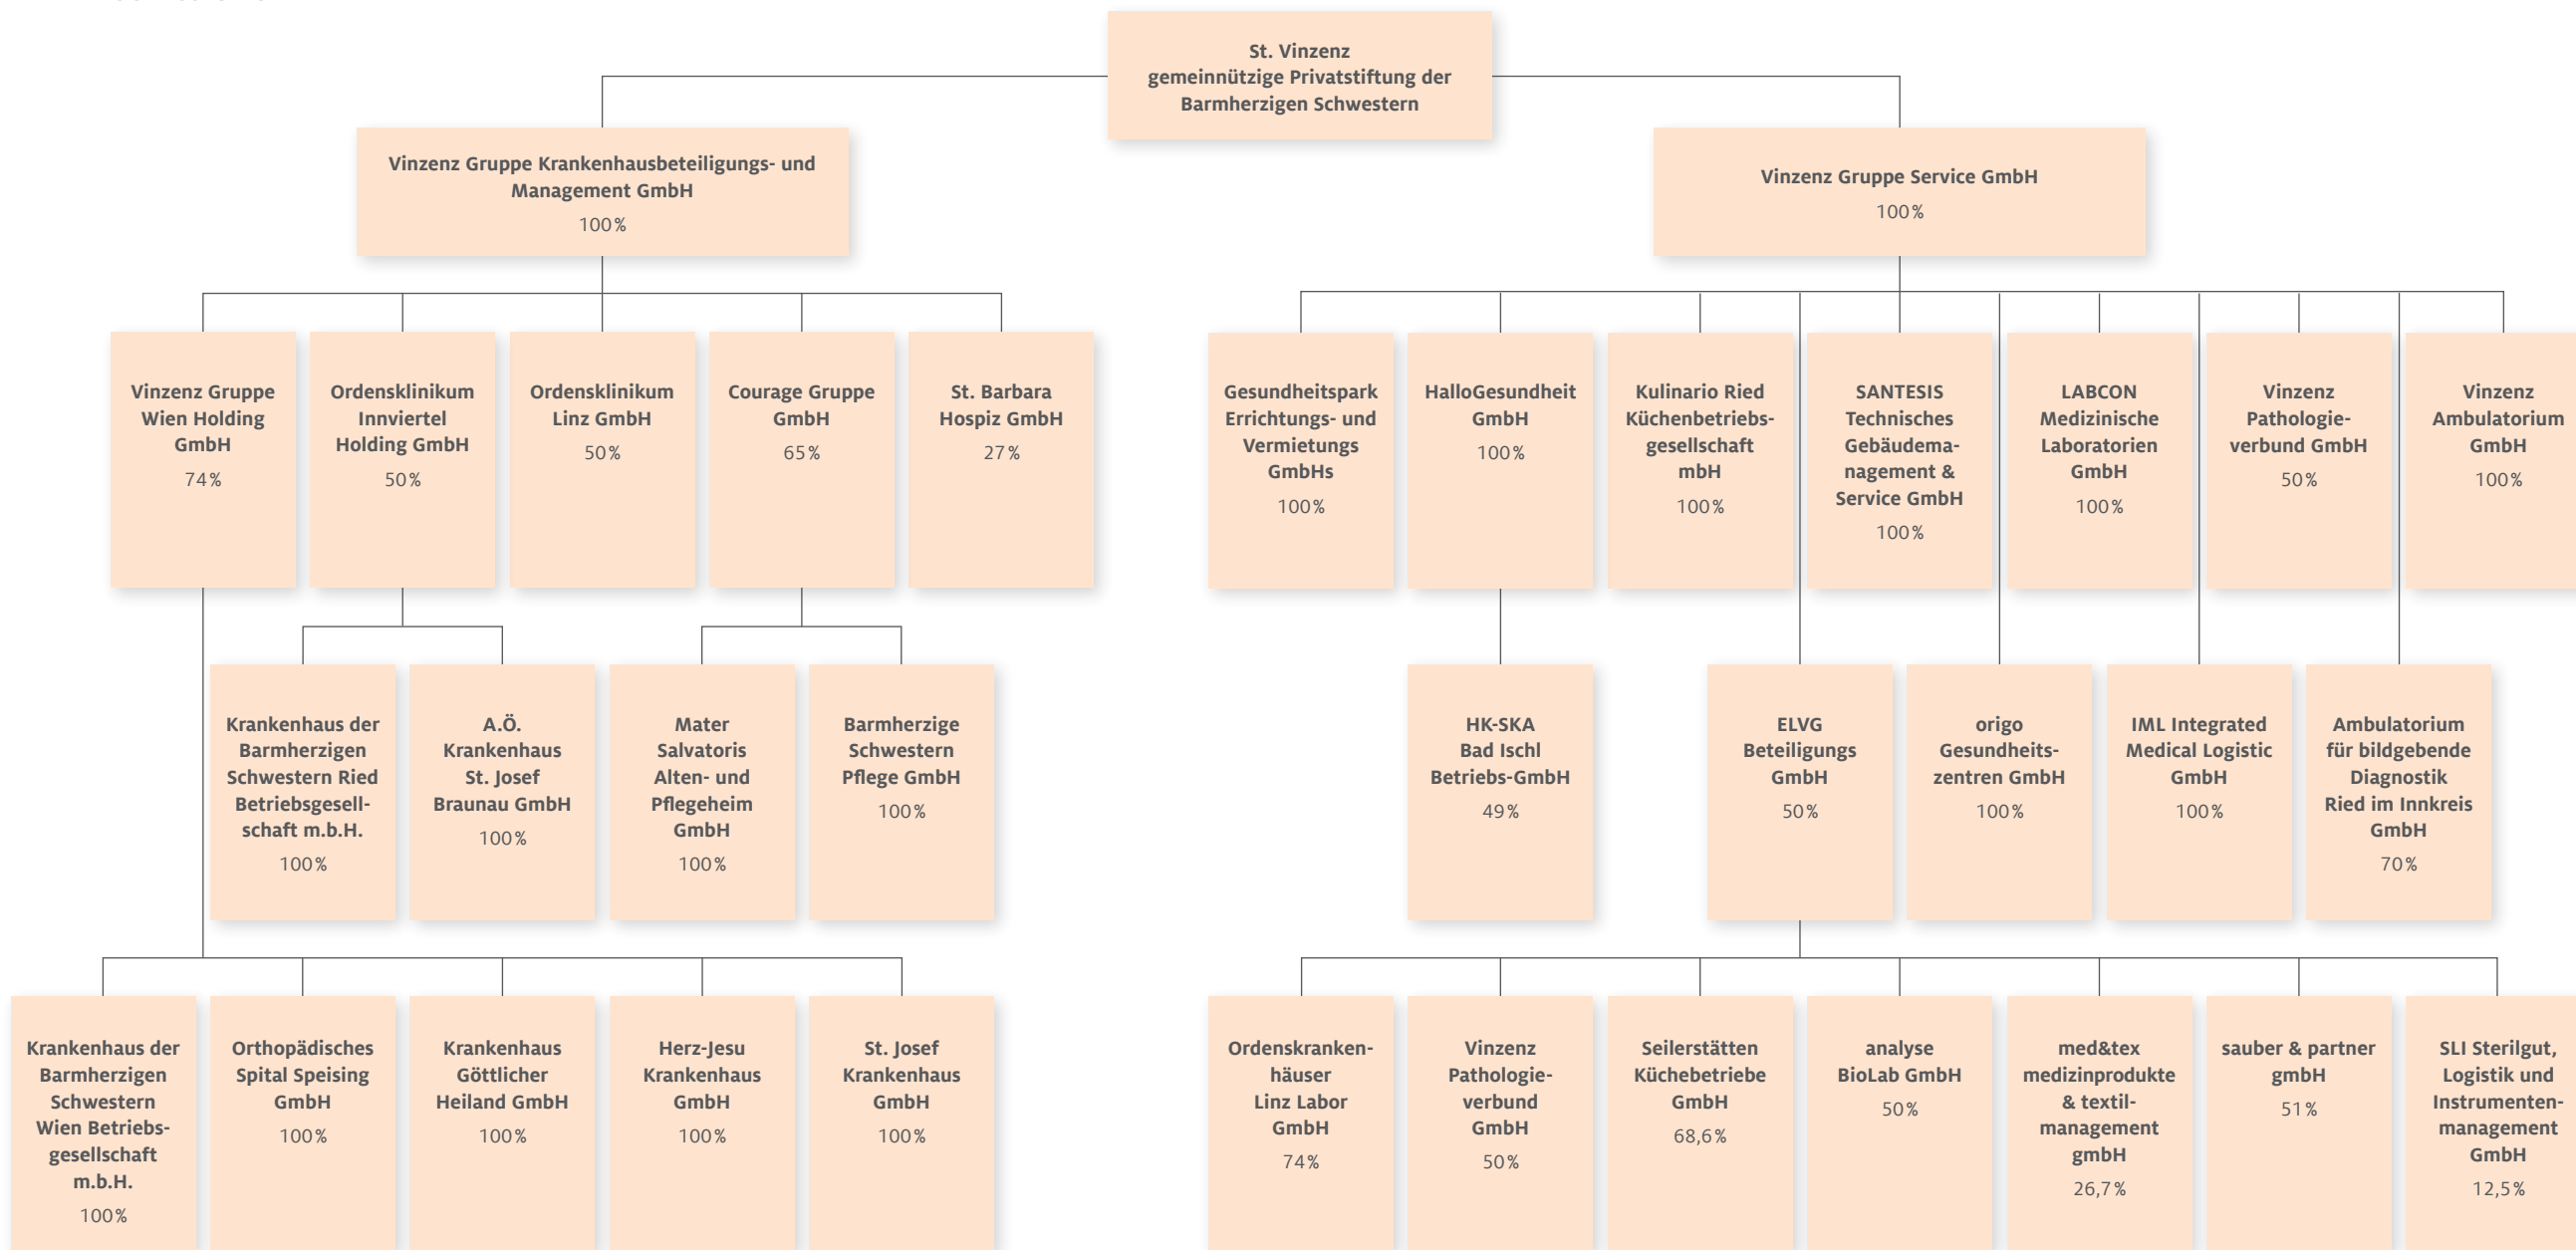 St. Vinzenz
gemeinnützige Privatstiftung der
Barmherzigen Schwestern
Vinzenz Gruppe Krankenhausbeteiligungs- und
Management GmbH
100%
Vinzenz Gruppe Service GmbH
100%
Vinzenz Gruppe
Wien Holding
GmbH
74%
Ordensklinikum
Innviertel
Holding GmbH
50%
Ordensklinikum
Linz GmbH
50%
Courage Gruppe
GmbH
65%
St. Barbara
Hospiz GmbH
27%
Gesundheitspark
Errichtungs- und
Vermietungs
GmbHs
100%
HalloGesundheit
GmbH
100%
Kulinario Ried
Küchenbetriebs-
gesellschaft
mbH
100%
SANTESIS
Technisches
Gebäudema-
nagement &
Service GmbH
100%
LABCON
Medizinische
Laboratorien
GmbH
100%
Vinzenz
Pathologie-
verbund GmbH
50%
Vinzenz
Ambulatorium
GmbH
100%
Krankenhaus der
Barmherzigen
Schwestern Ried
Betriebsgesell-
schaft m.b.H.
100%
A.Ö.
Krankenhaus
St. Josef
Braunau GmbH
100%
Mater
Salvatoris
Alten- und
Pflegeheim
GmbH
100%
Barmherzige
Schwestern
Pflege GmbH
100%
HK-SKA
Bad Ischl
Betriebs-GmbH
49%
ELVG
Beteiligungs
GmbH
50%
origo
Gesundheits-
zentren GmbH
100%
IML Integrated
Medical Logistic
GmbH
100%
Ambulatorium
für bildgebende
Diagnostik
Ried im Innkreis
GmbH
70%
Krankenhaus der
Barmherzigen
Schwestern
Wien Betriebs-
gesellschaft
m.b.H.
100%
Orthopädisches
Spital Speising
GmbH
100%
Krankenhaus
Göttlicher
Heiland GmbH
100%
Herz-Jesu
Krankenhaus
GmbH
100%
St. Josef
Krankenhaus
GmbH
100%
Ordenskranken-
häuser
Linz Labor
GmbH
74%
Vinzenz
Pathologie-
verbund
GmbH
50%
Seilerstätten
Küchebetriebe
GmbH
68,6%
analyse
BioLab GmbH
50%
med&tex
medizinprodukte
& textil-
management
gmbH
26,7%
sauber & partner
gmbH
51%
SLI Sterilgut,
Logistik und
Instrumenten-
management
GmbH
12,5%